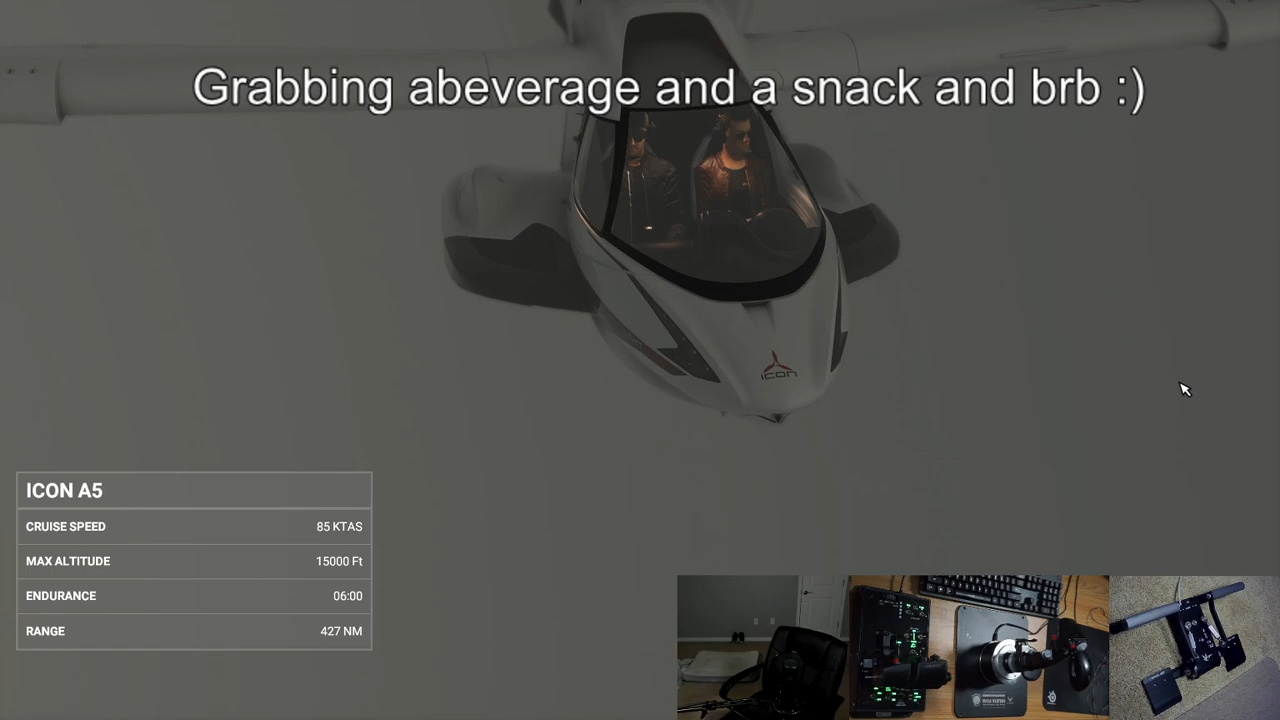 Grabbing abeverage and a snack and brb :)
ICON
ICON A5
CRUISE SPEED 85 KTAS
MAX ALTITUDE 15000 Ft
ENDURANCE 06:00
RANGE 427 NM